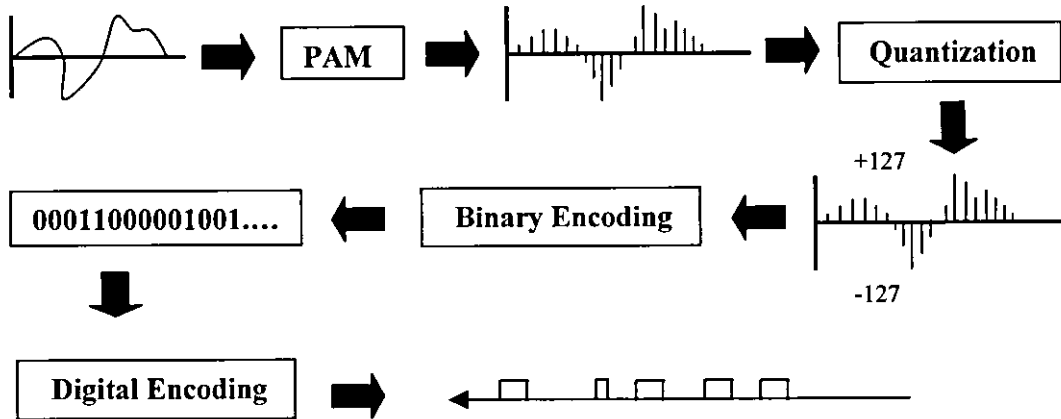 PAM
Quantization
+127
-127
Binary Encoding
00011000001001....
Digital Encoding